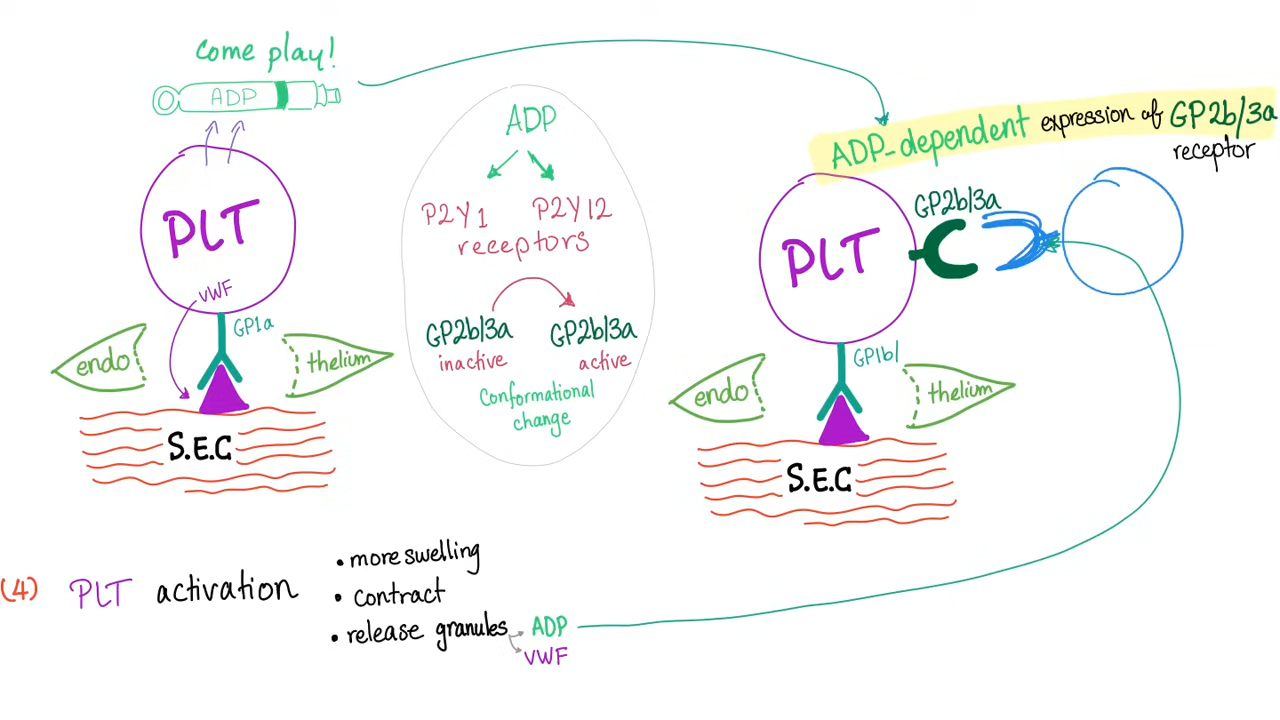 come play!
ADP
PLT
vWF
GP1a
endo
thelium
S.E.C
ADP
P2Y1 P2Y12
receptors
GP2b/3a GP2b/3a
inactive active
Conformational
change
ADP-dependent expression of GP2b/3a
receptor
GP2b/3a
PLT
GP1b/
endo
thelium
S.E.C
(4) PLT activation
• more swelling
• contract
• release granules ADP
vWF